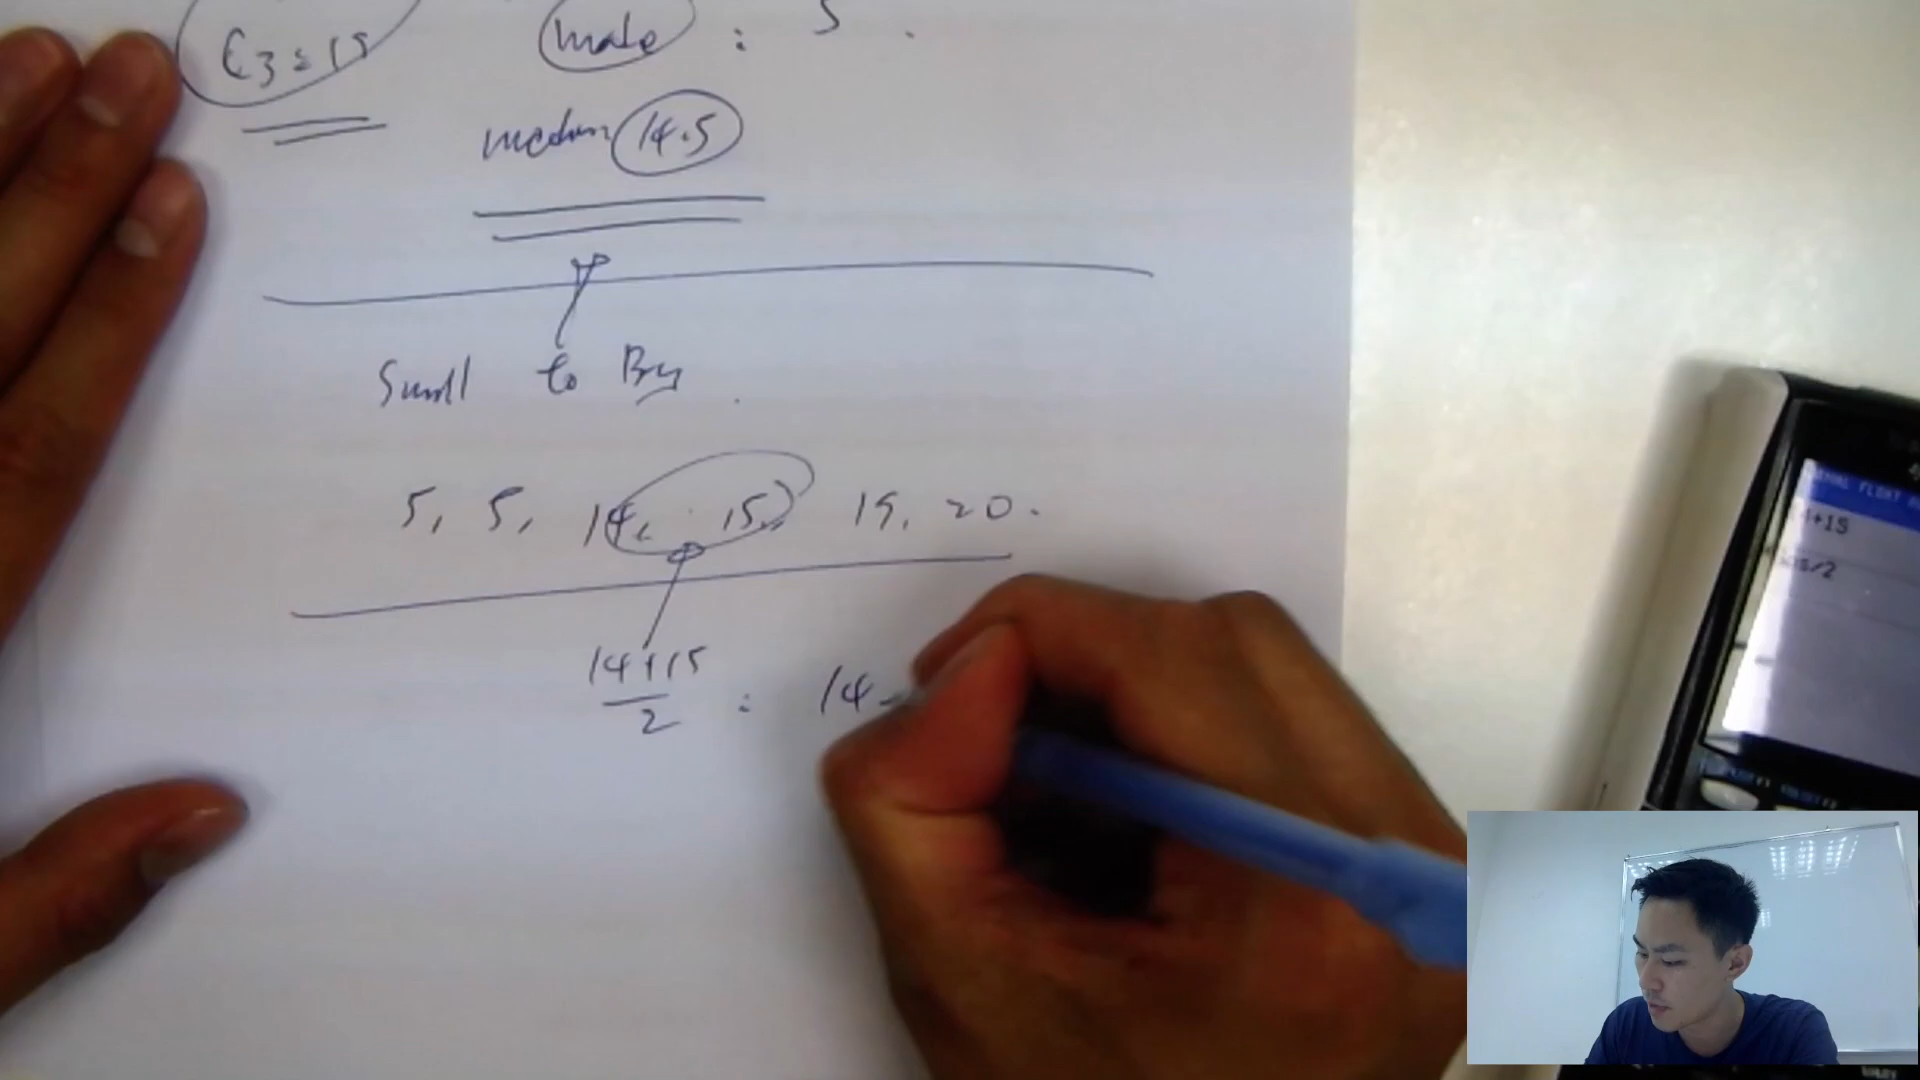 Q3 = 15
mode : 5 .
median 14.5
Small to Big .
5, 5, 14, 15, 15, 20.
14+15
2
= 14.
FLOAT
+15
/2